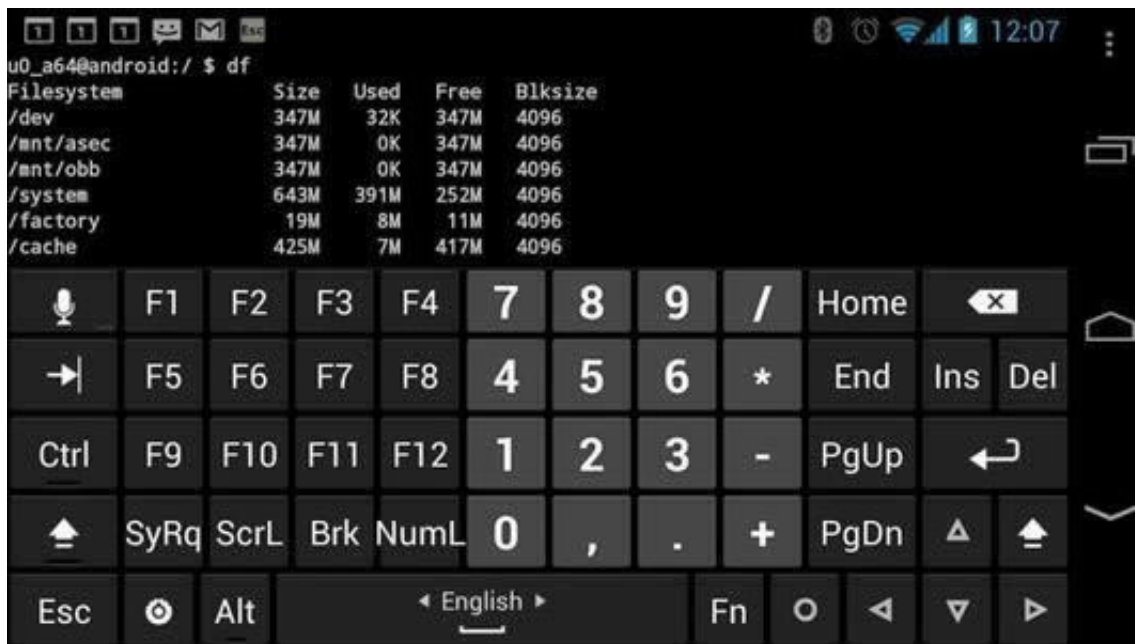 1 1 1 Esc 12:07
u0_a64@android:/ $ df
Filesystem Size Used Free Blksize
/dev 347M 32K 347M 4096
/mnt/asec 347M 0K 347M 4096
/mnt/obb 347M 0K 347M 4096
/system 643M 391M 252M 4096
/factory 19M 8M 11M 4096
/cache 425M 7M 417M 4096
F1 F2 F3 F4 7 8 9 / Home
F5 F6 F7 F8 4 5 6 * End Ins Del
Ctrl F9 F10 F11 F12 1 2 3 - PgUp
SyRq ScrL Brk NumL 0 , . + PgDn
Esc Alt English Fn